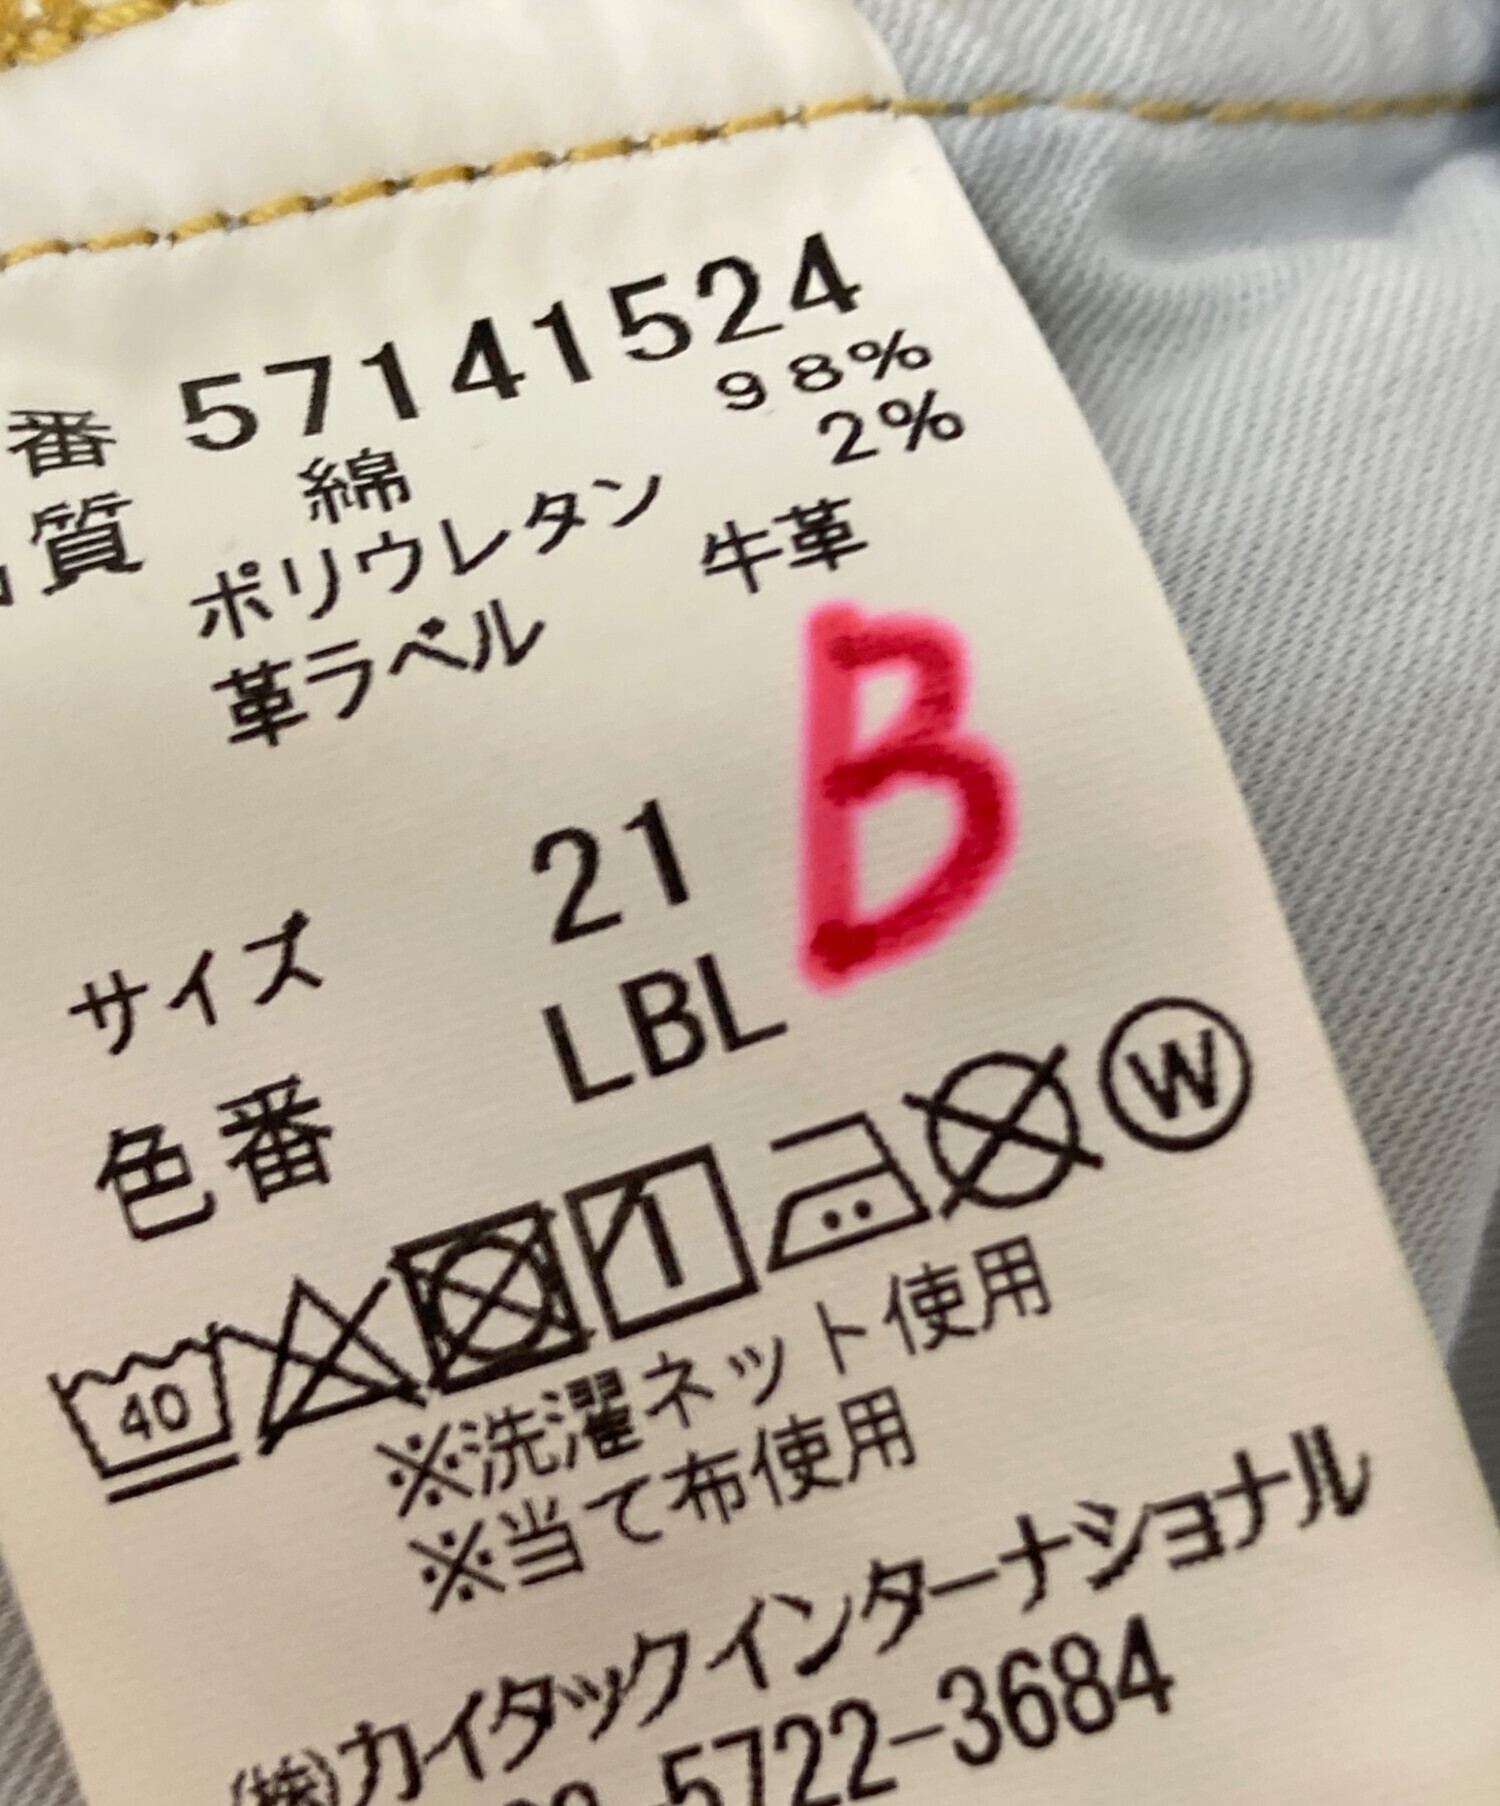 番 57141524
質 綿 98%
ポリウレタン 2%
革ラベル 牛革
B
サイズ 21
色番 LBL
40 W
※洗濯ネット使用
※当て布使用
(株)カイタックインターナショナル
5722-3684